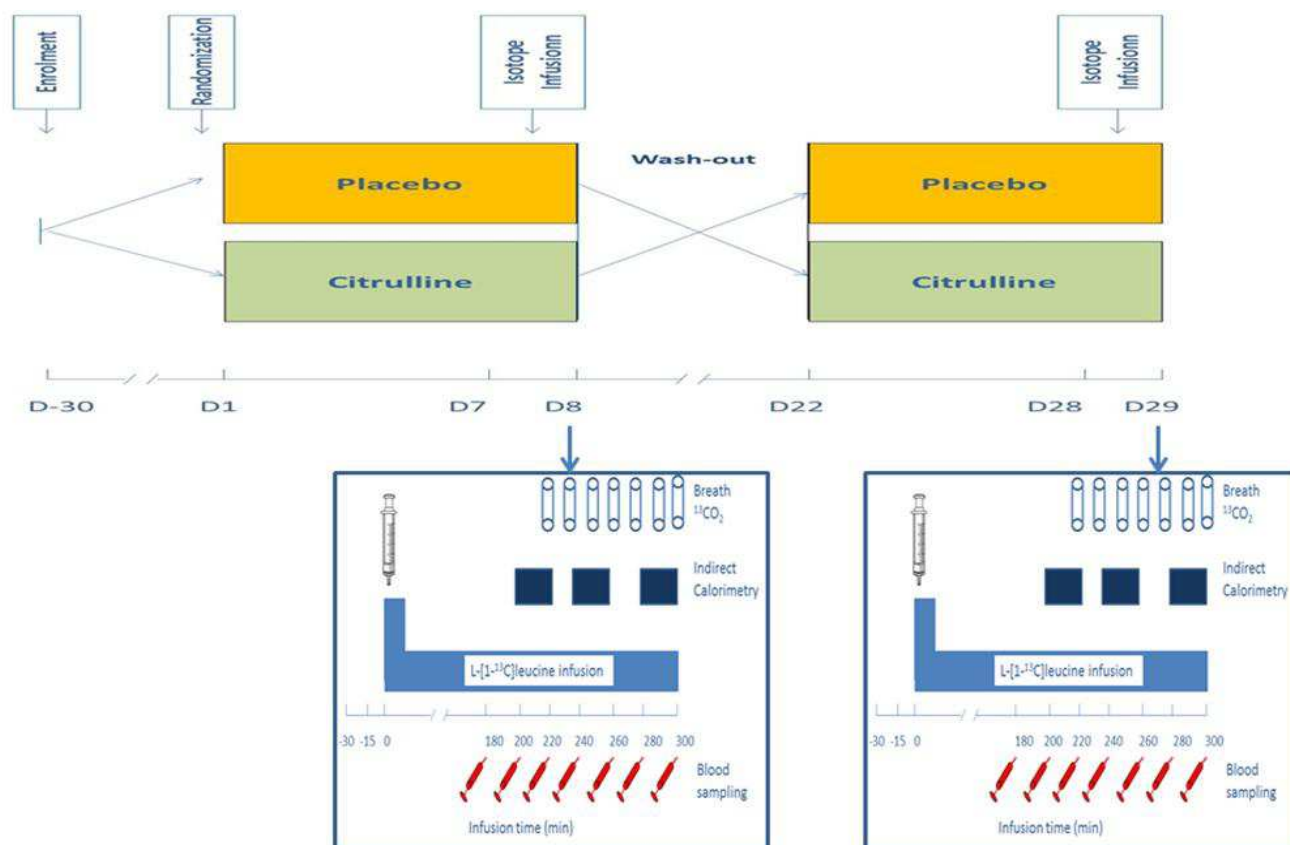 Enrolment
Randomization
Isotope
Infusionn
Isotope
Infusionn
Placebo
Wash-out
Placebo
Citrulline
Citrulline
D-30
D1
D7
D8
D22
D28
D29
Breath
¹³CO₂
Indirect
Calorimetry
L-[1-¹³C]leucine infusion
-30 -15 0 180 200 220 240 260 280 300
Blood
sampling
Infusion time (min)
Breath
¹³CO₂
Indirect
Calorimetry
L-[1-¹³C]leucine infusion
-30 -15 0 180 200 220 240 260 280 300
Blood
sampling
Infusion time (min)